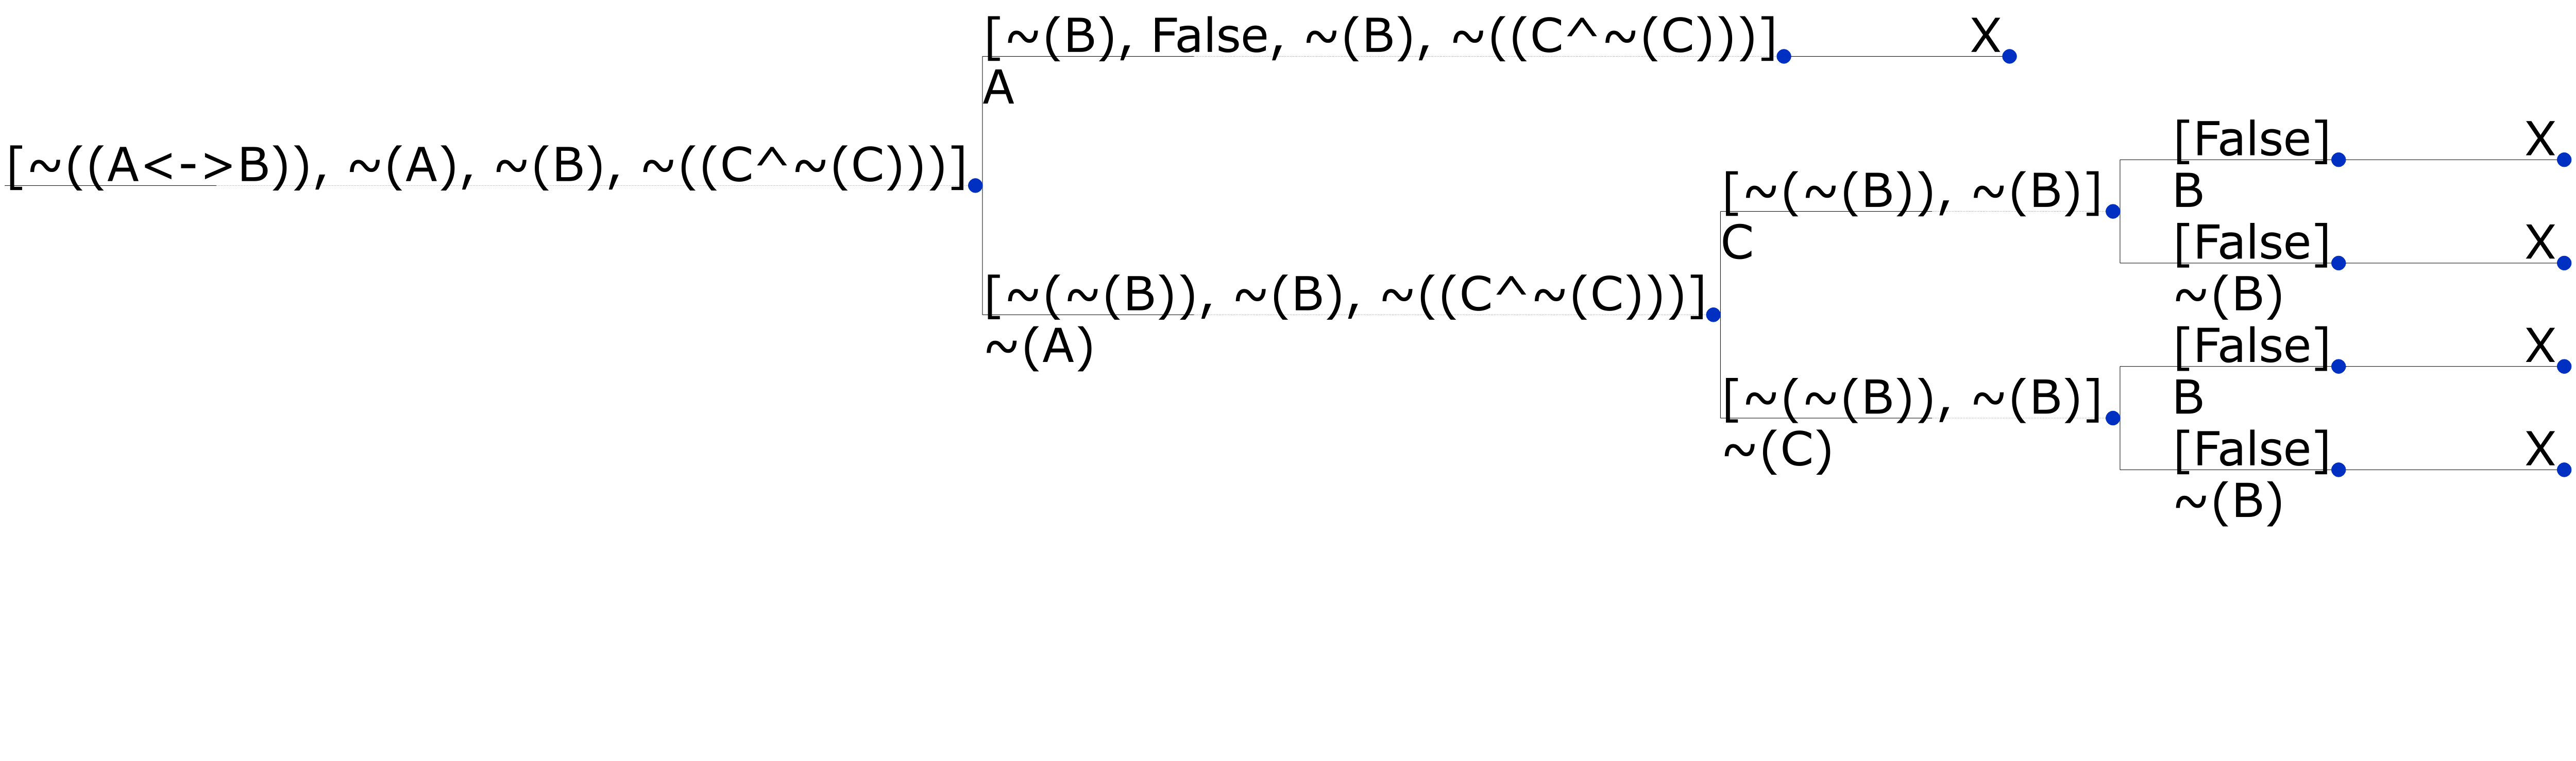 [~(B), False, ~(B), ~((C^~(C)))]
X
A
[False]
X
[~((A<->B)), ~(A), ~(B), ~((C^~(C)))]
[~(~(B)), ~(B)]
B
C
[False]
X
[~(~(B)), ~(B), ~((C^~(C)))]
~(B)
~(A)
[False]
X
[~(~(B)), ~(B)]
B
~(C)
[False]
X
~(B)